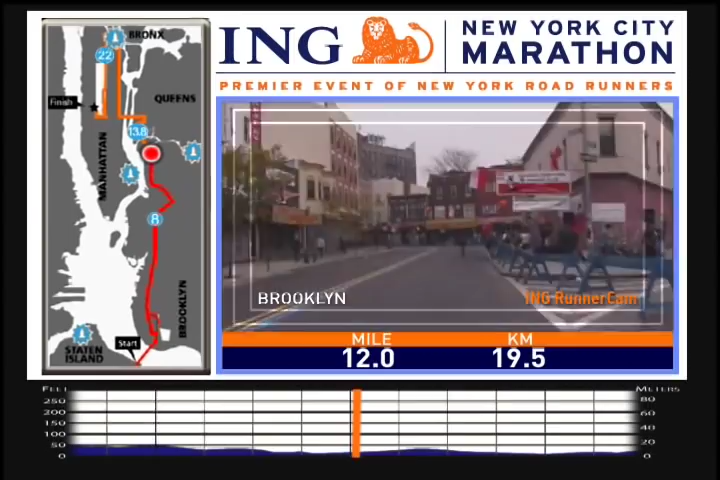 ING
NEW YORK CITY
MARATHON
PREMIER EVENT OF NEW YORK ROAD RUNNERS
BRONX
22
QUEENS
Finish
13.8
MANHATTAN
8
BROOKLYN
Start
STATEN
ISLAND
BROOKLYN
ING RunnerCam
MILE
KM
12.0
19.5
FEET
METERS
250
80
200
60
150
100
40
50
20
0
0